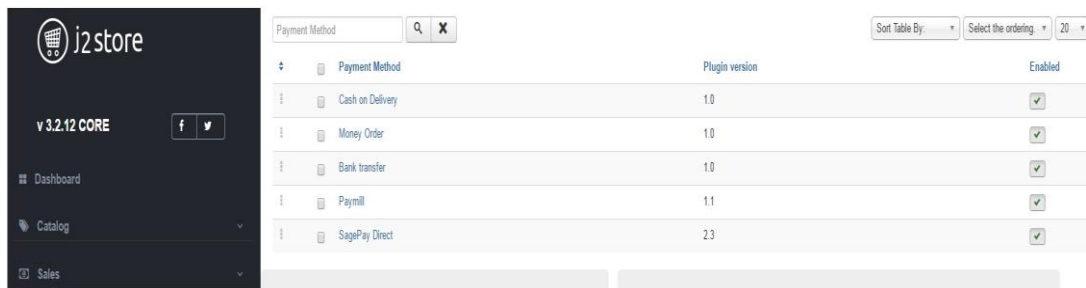 j2store
v 3.2.12 CORE
f
Dashboard
Catalog
Sales
Payment Method
Sort Table By:
Select the ordering.
20
Payment Method Plugin version Enabled
Cash on Delivery 1.0
Money Order 1.0
Bank transfer 1.0
Paymill 1.1
SagePay Direct 2.3